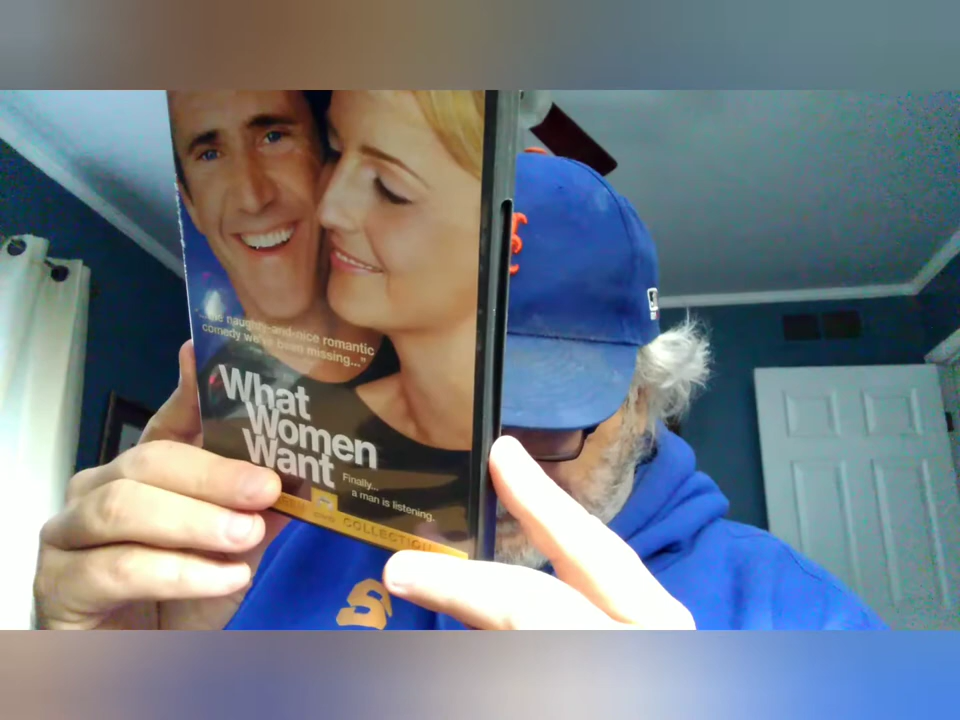 "...the naughty-and-nice romantic
comedy we've been missing..."
What
Women
Want
Finally...
a man is listening.
COLLECTION